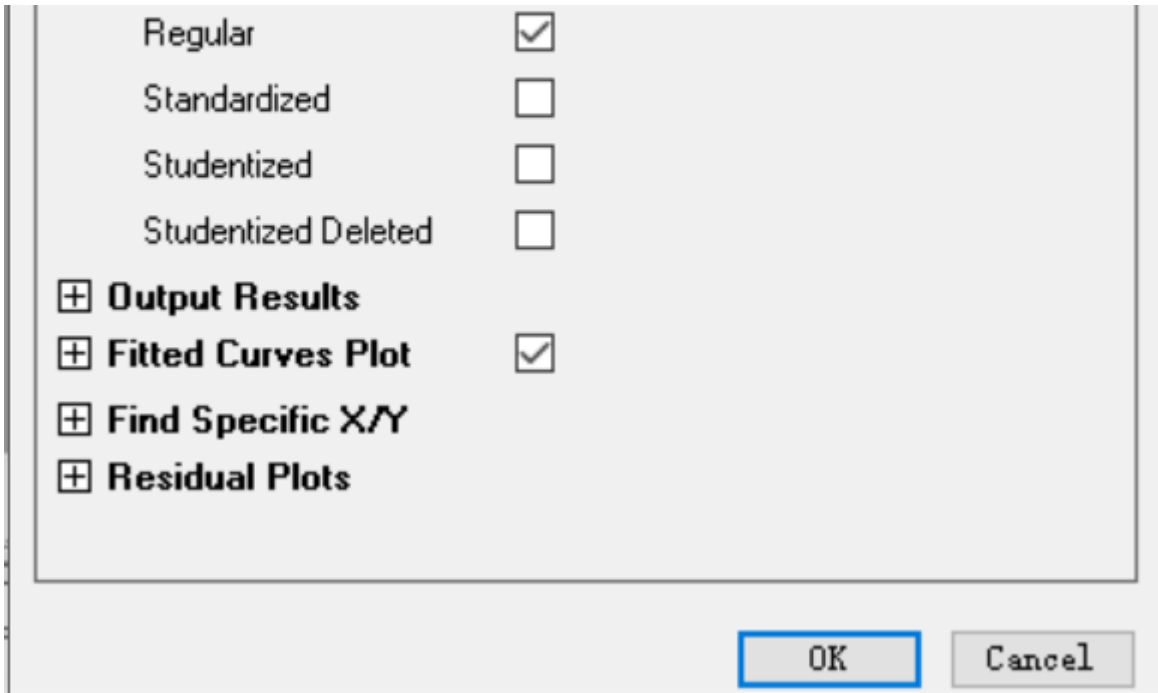 Regular
Standardized
Studentized
Studentized Deleted
Output Results
Fitted Curves Plot
Find Specific X/Y
Residual Plots
OK Cancel